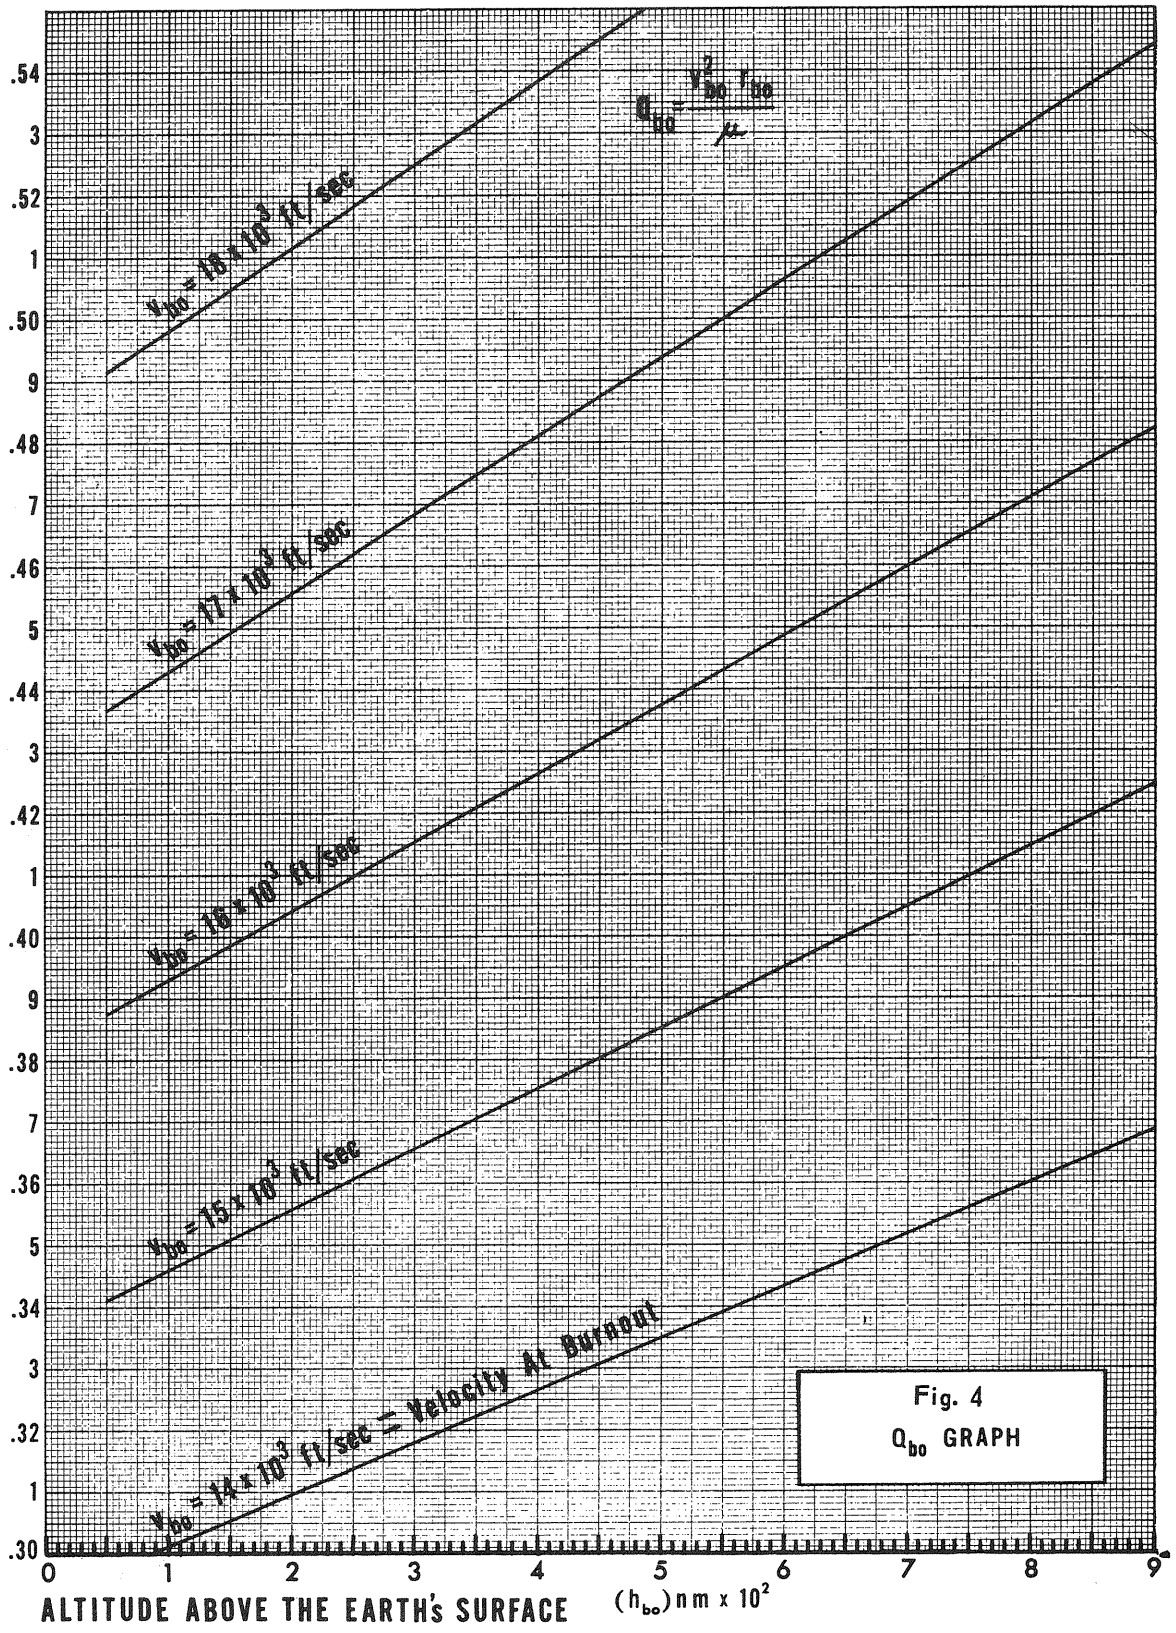 .54
3
.52
1
.50
9
.48
7
.46
5
.44
3
.42
1
.40
9
.38
7
.36
5
.34
3
.32
1
.30
Q_bo = v²_bo r_bo / μ
v_bo = 18 x 10³ ft/sec
v_bo = 17 x 10³ ft/sec
v_bo = 16 x 10³ ft/sec
v_bo = 15 x 10³ ft/sec
v_bo = 14 x 10³ ft/sec = Velocity At Burnout
Fig. 4
Q_bo GRAPH
0 1 2 3 4 5 6 7 8 9
ALTITUDE ABOVE THE EARTH's SURFACE (h_bo) nm x 10²